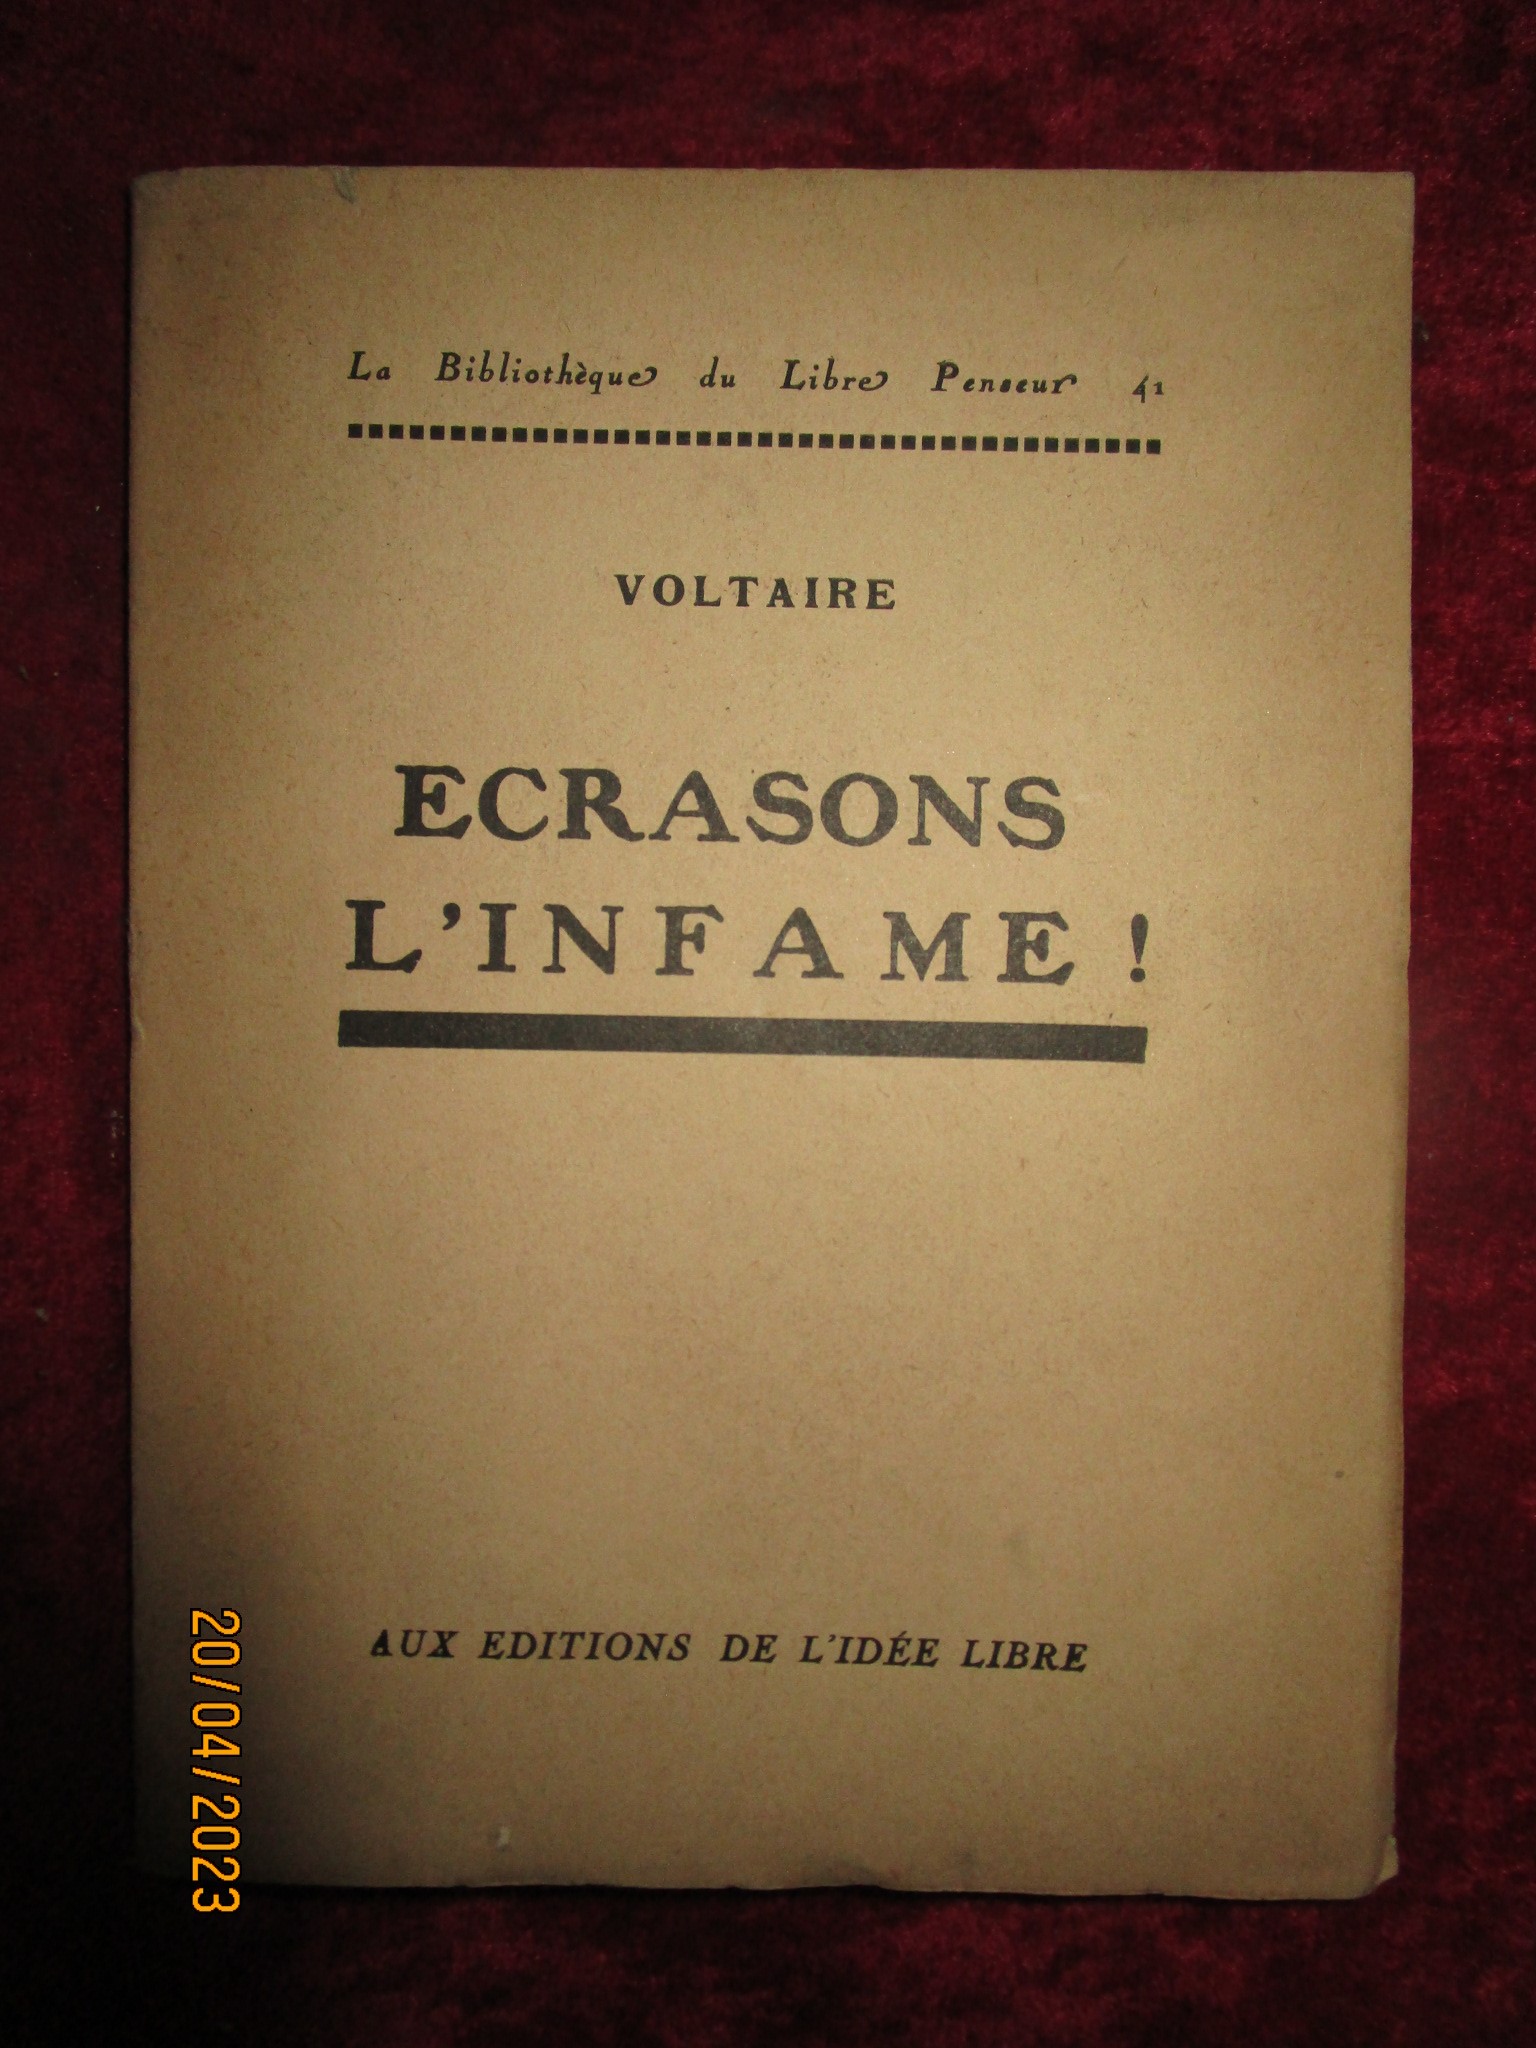 La Bibliothèque du Libre Penseur 41
VOLTAIRE
ECRASONS
L'INFAME !
AUX EDITIONS DE L'IDÉE LIBRE
20/04/2023